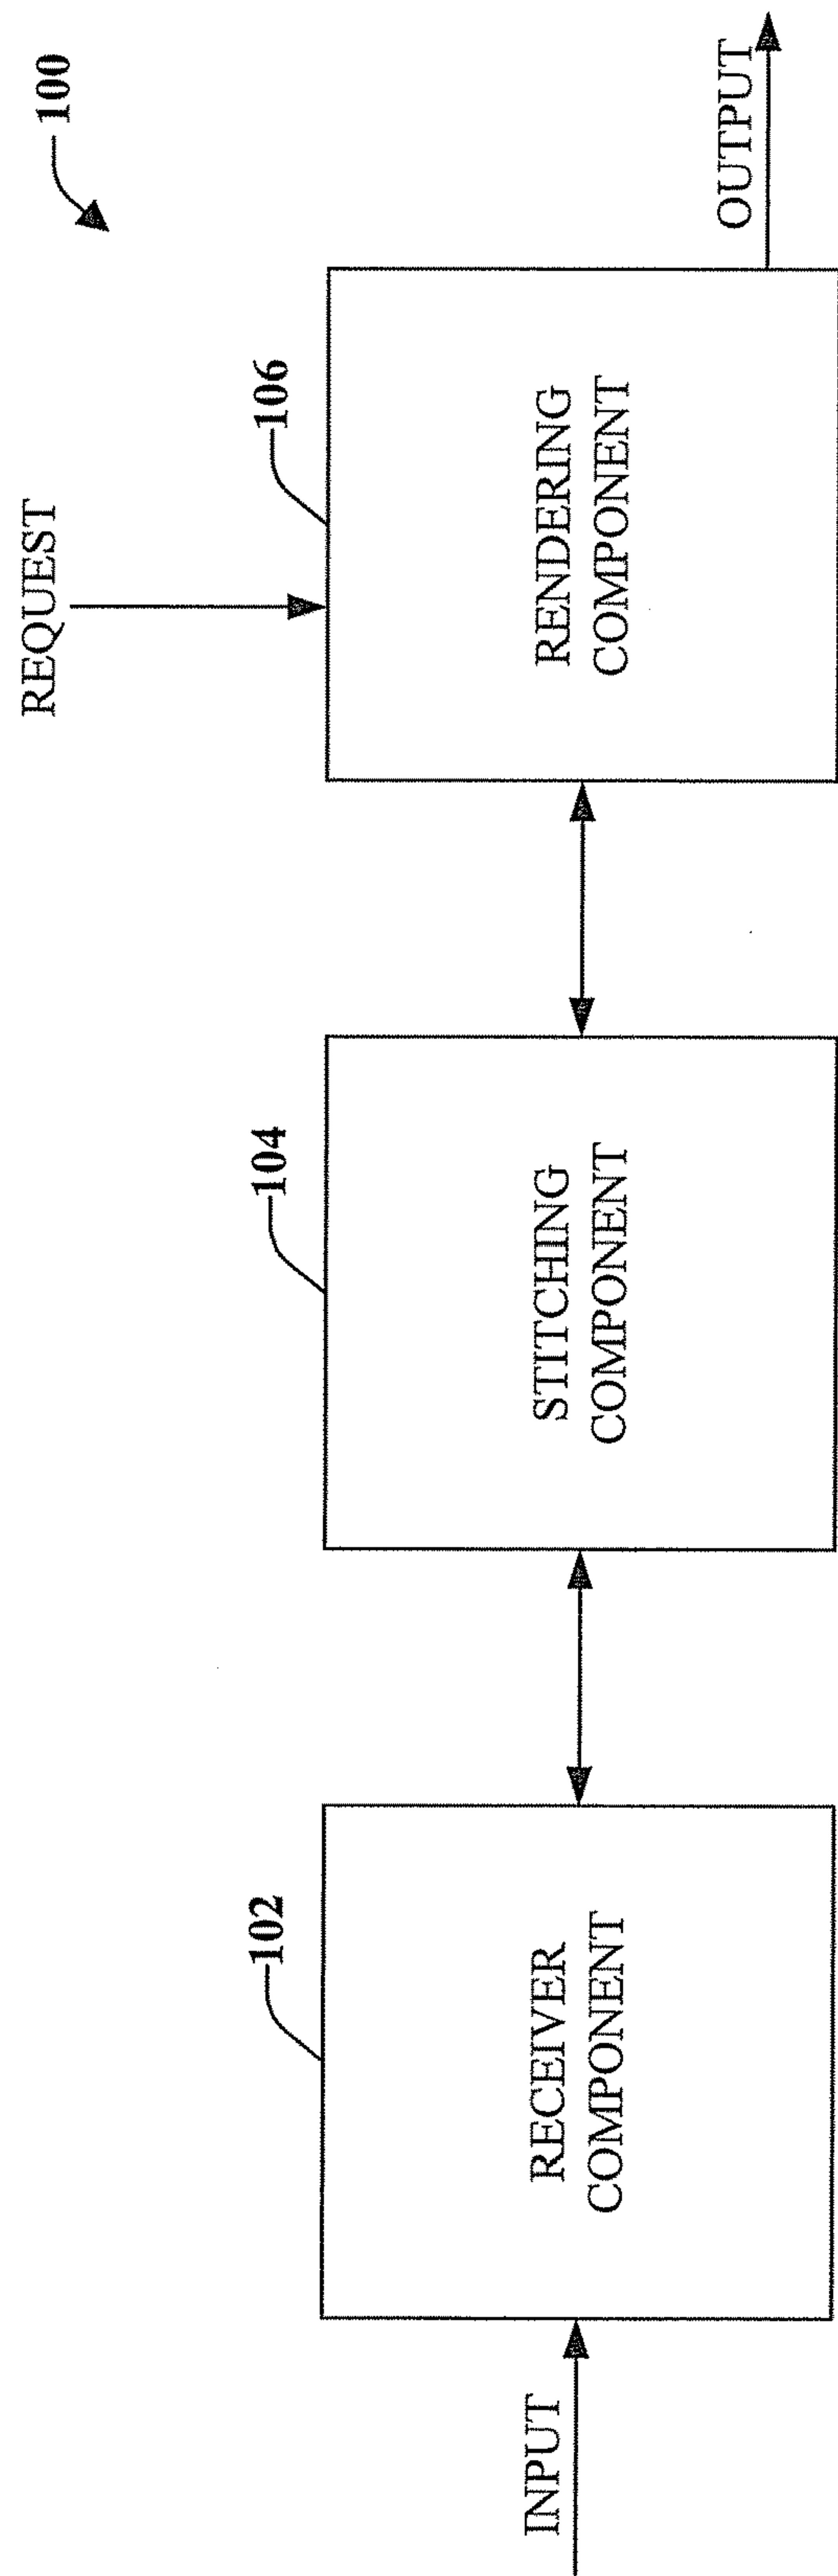 100
REQUEST
106
104
102
INPUT
RECEIVER
COMPONENT
STITCHING
COMPONENT
RENDERING
COMPONENT
OUTPUT